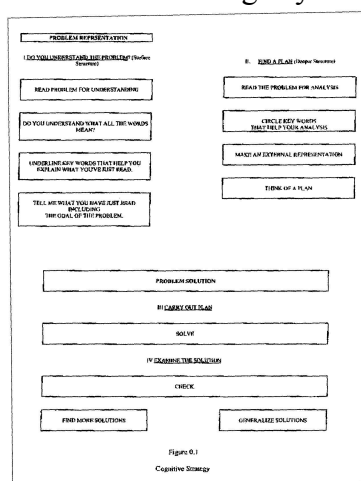 PROBLEM REPRESENTATION
I DO YOU UNDERSTAND THE PROBLEM? (Surface
Structure)
READ PROBLEM FOR UNDERSTANDING
DO YOU UNDERSTAND WHAT ALL THE WORDS
MEAN?
UNDERLINE KEY WORDS THAT HELP YOU
EXPLAIN WHAT YOU'VE JUST READ.
TELL ME WHAT YOU HAVE JUST READ
INCLUDING
THE GOAL OF THE PROBLEM.
II. FIND A PLAN (Deeper Structure)
READ THE PROBLEM FOR ANALYSIS
CIRCLE KEY WORDS
THAT HELP YOUR ANALYSIS
MAKE AN EXTERNAL REPRESENTATION
THINK OF A PLAN
PROBLEM SOLUTION
III CARRY OUT PLAN
SOLVE
IV EXAMINE THE SOLUTION
CHECK
FIND MORE SOLUTIONS
GENERALIZE SOLUTIONS
Figure 0.1
Cognitive Strategy